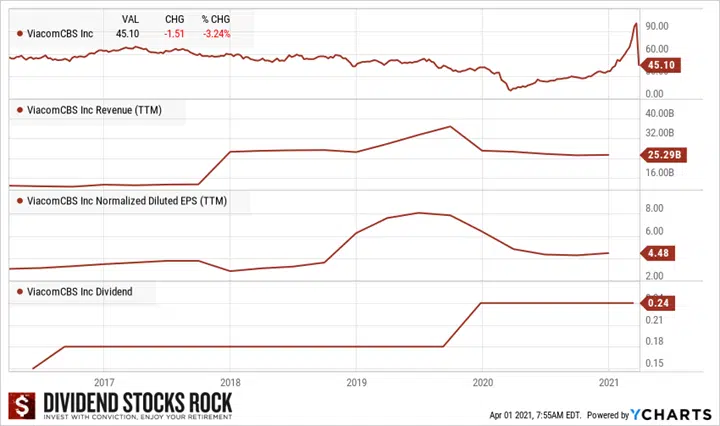 VAL CHG % CHG
ViacomCBS Inc 45.10 -1.51 -3.24%
90.00
60.00
45.10
0.00
ViacomCBS Inc Revenue (TTM)
40.00B
32.00B
25.29B
16.00B
ViacomCBS Inc Normalized Diluted EPS (TTM)
8.00
6.00
4.48
2.00
ViacomCBS Inc Dividend
0.24
0.21
0.18
0.15
2017 2018 2019 2020 2021
$ DIVIDEND STOCKS ROCK
INVEST WITH CONVICTION, ENJOY YOUR RETIREMENT
Apr 01 2021, 7:55AM EDT. Powered by YCHARTS